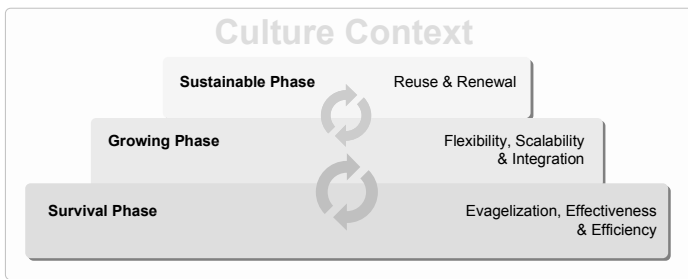 Culture Context
Sustainable Phase Reuse & Renewal
Growing Phase Flexibility, Scalability
& Integration
Survival Phase Evagelization, Effectiveness
& Efficiency